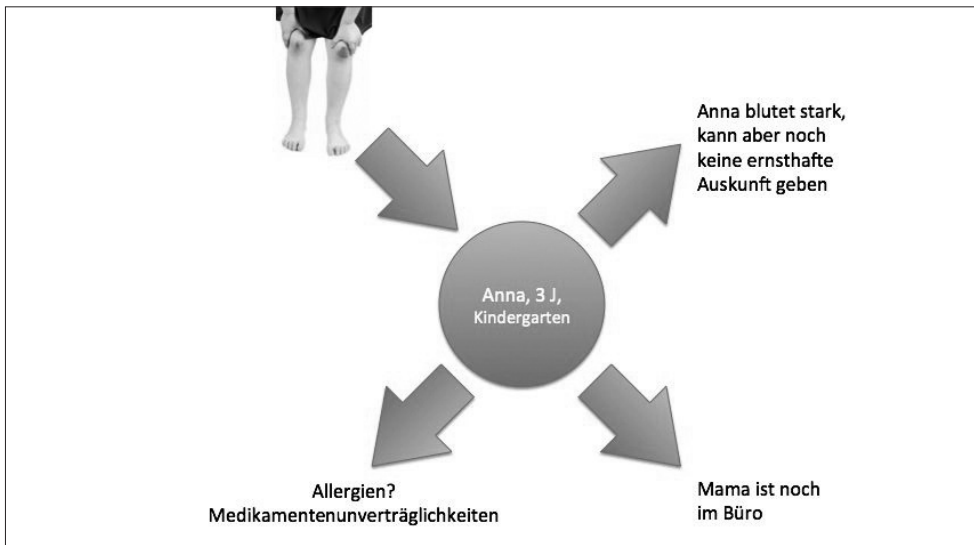 Anna blutet stark,
kann aber noch
keine ernsthafte
Auskunft geben
Anna, 3 J,
Kindergarten
Allergien?
Medikamentenunverträglichkeiten
Mama ist noch
im Büro